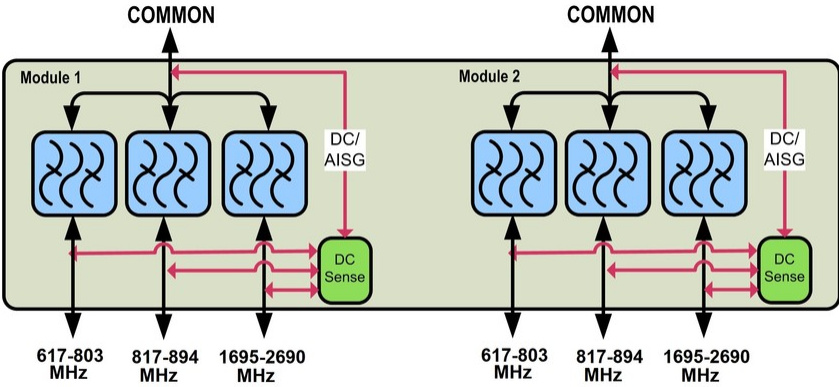 COMMON
COMMON
Module 1
Module 2
DC/
AISG
DC/
AISG
DC
Sense
DC
Sense
617-803
MHz
817-894
MHz
1695-2690
MHz
617-803
MHz
817-894
MHz
1695-2690
MHz